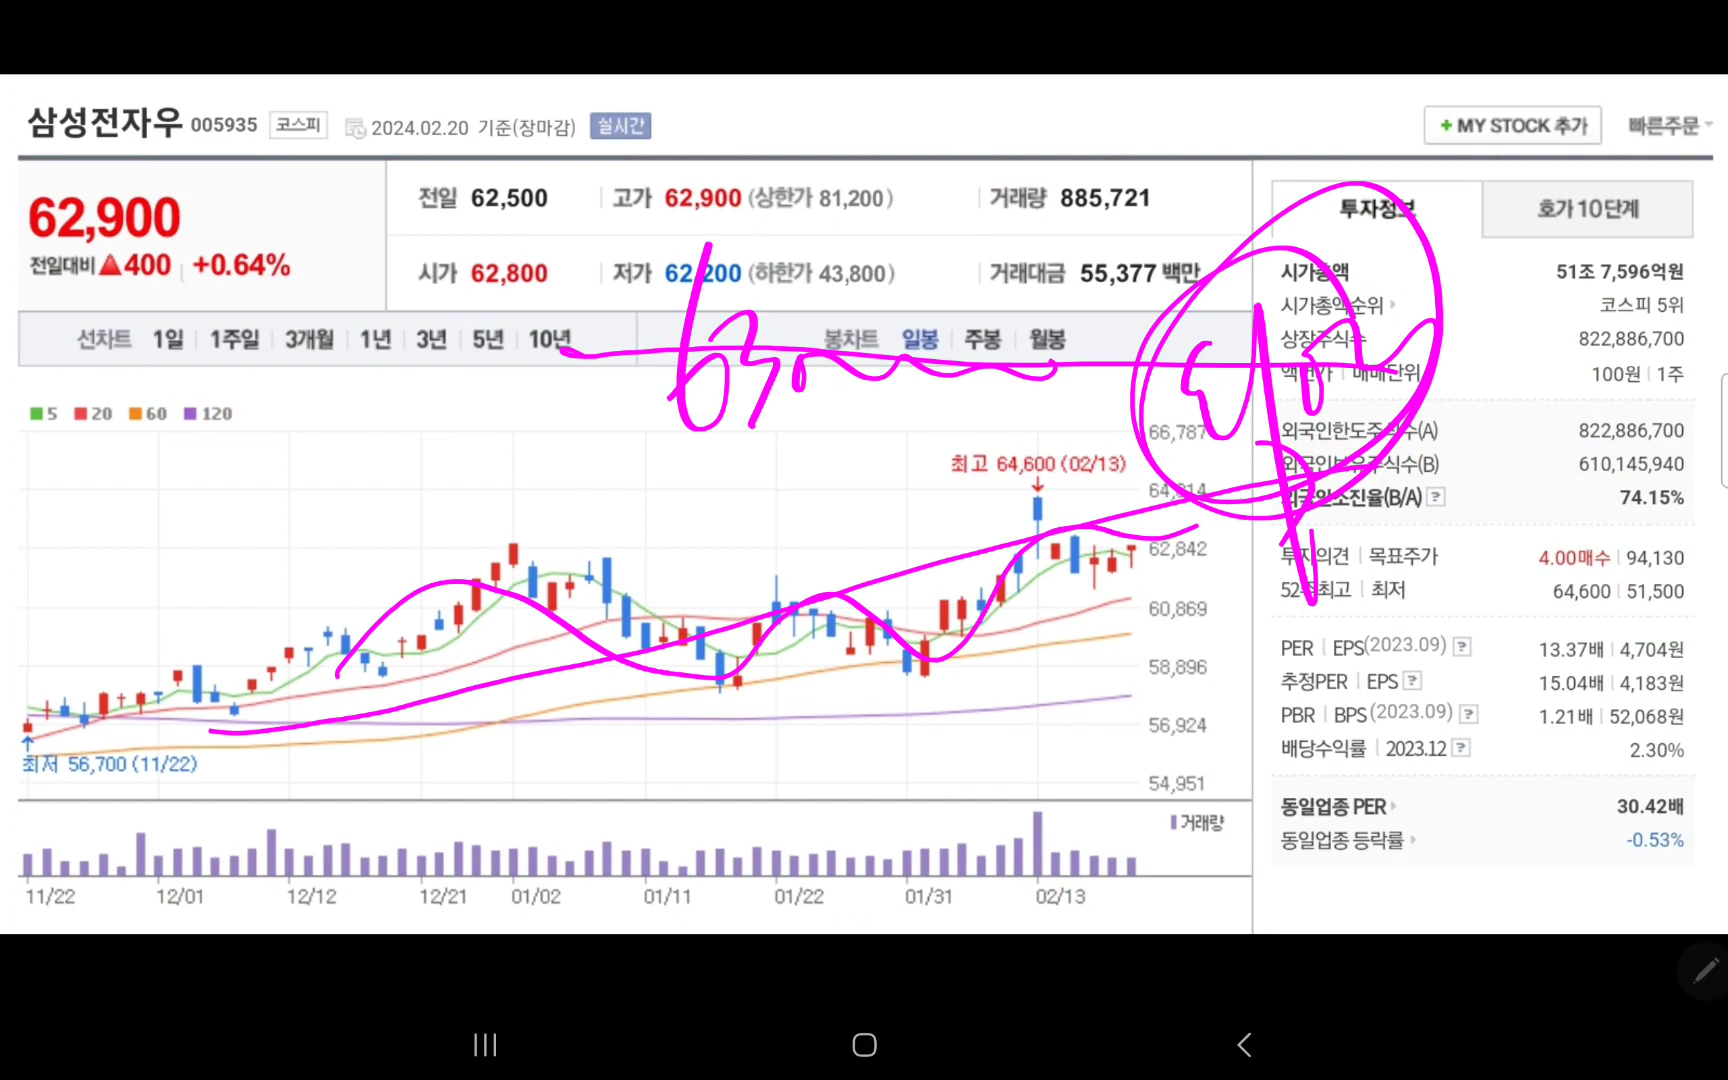 삼성전자우 005935 코스피 2024.02.20 기준(장마감) 실시간
+ MY STOCK 추가 빠른주문
62,900
전일대비 ▲400 +0.64%
전일 62,500 고가 62,900 (상한가 81,200) 거래량 885,721
시가 62,800 저가 62,200 (하한가 43,800) 거래대금 55,377 백만
선차트 1일 1주일 3개월 1년 3년 5년 10년 봉차트 일봉 주봉 월봉
5 20 60 120
66,787
최고 64,600 (02/13)
64,814
62,842
60,869
58,896
56,924
54,951
최저 56,700 (11/22)
거래량
11/22 12/01 12/12 12/21 01/02 01/11 01/22 01/31 02/13
투자정보 호가 10단계
시가총액 51조 7,596억원
시가총액순위 코스피 5위
상장주식수 822,886,700
액면가 | 매매단위 100원 | 1주
외국인한도주식수(A) 822,886,700
외국인보유주식수(B) 610,145,940
외국인소진율(B/A) ? 74.15%
투자의견 | 목표주가 4.00매수 | 94,130
52주최고 | 최저 64,600 | 51,500
PER | EPS(2023.09) ? 13.37배 | 4,704원
추정PER | EPS ? 15.04배 | 4,183원
PBR | BPS (2023.09) ? 1.21배 | 52,068원
배당수익률 | 2023.12 ? 2.30%
동일업종 PER 30.42배
동일업종 등락률 -0.53%